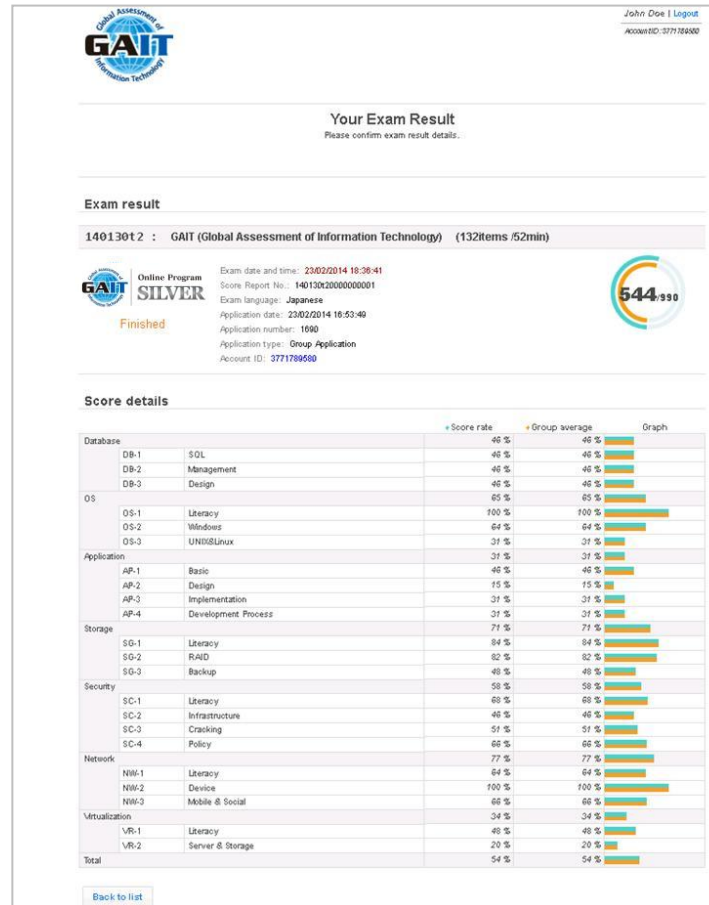 Global Assessment of
GAIT
Information Technology
John Doe | Logout
AccountID:3771789580
Your Exam Result
Please confirm exam result details.
Exam result
140130t2 : GAIT (Global Assessment of Information Technology) (132items /52min)
GAIT Online Program
SILVER
Finished
Exam date and time: 23/02/2014 18:36:41
Score Report No.: 140130t20000000001
Exam language: Japanese
Application date: 23/02/2014 16:53:49
Application number: 1690
Application type: Group Application
Account ID: 3771789580
544/990
Score details
Score rate Group average Graph
Database 46 % 46 %
DB-1 SQL 46 % 46 %
DB-2 Management 46 % 46 %
DB-3 Design 46 % 46 %
OS 65 % 65 %
OS-1 Literacy 100 % 100 %
OS-2 Windows 64 % 64 %
OS-3 UNIX&Linux 31 % 31 %
Application 31 % 31 %
AP-1 Basic 46 % 46 %
AP-2 Design 15 % 15 %
AP-3 Implementation 31 % 31 %
AP-4 Development Process 31 % 31 %
Storage 71 % 71 %
SG-1 Literacy 84 % 84 %
SG-2 RAID 82 % 82 %
SG-3 Backup 48 % 48 %
Security 58 % 58 %
SC-1 Literacy 68 % 68 %
SC-2 Infrastructure 46 % 46 %
SC-3 Cracking 51 % 51 %
SC-4 Policy 66 % 66 %
Network 77 % 77 %
NW-1 Literacy 64 % 64 %
NW-2 Device 100 % 100 %
NW-3 Mobile & Social 66 % 66 %
Virtualization 34 % 34 %
VR-1 Literacy 48 % 48 %
VR-2 Server & Storage 20 % 20 %
Total 54 % 54 %
Back to list